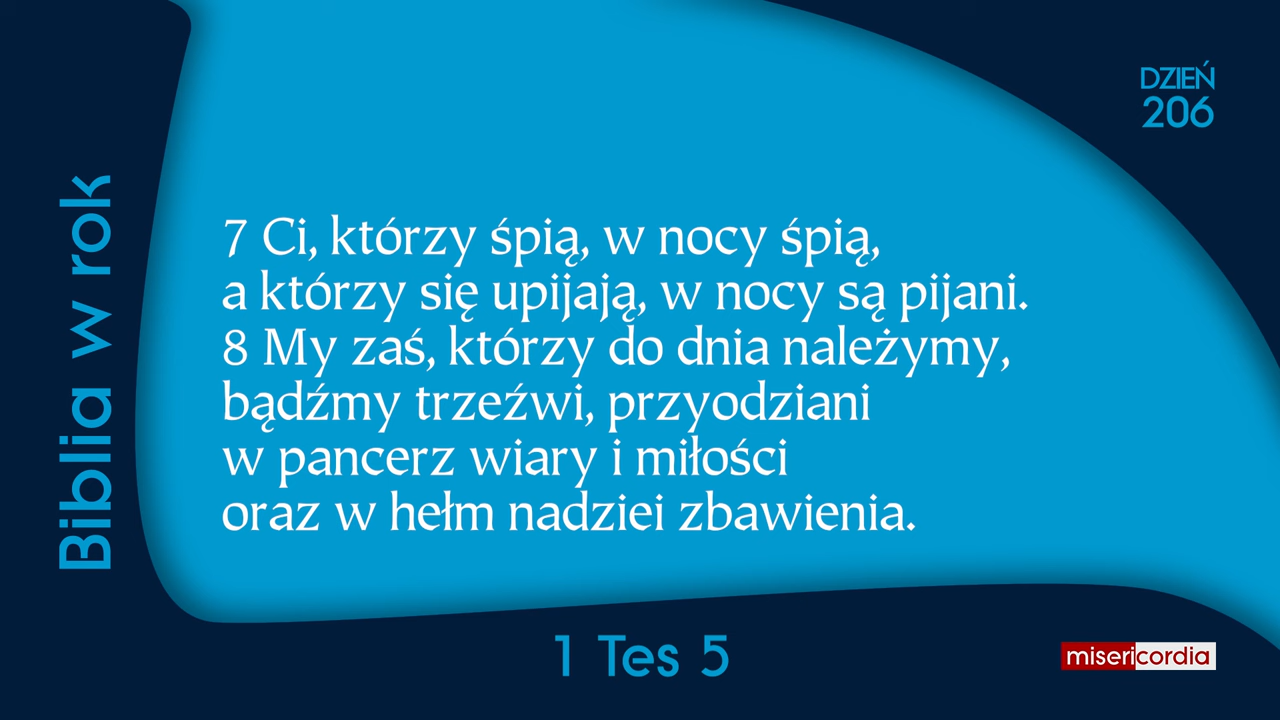 DZIEŃ
206
Biblia w rok
7 Ci, którzy śpią, w nocy śpią,
a którzy się upijają, w nocy są pijani.
8 My zaś, którzy do dnia należymy,
bądźmy trzeźwi, przyodziani
w pancerz wiary i miłości
oraz w hełm nadziei zbawienia.
1 Tes 5
misericordia